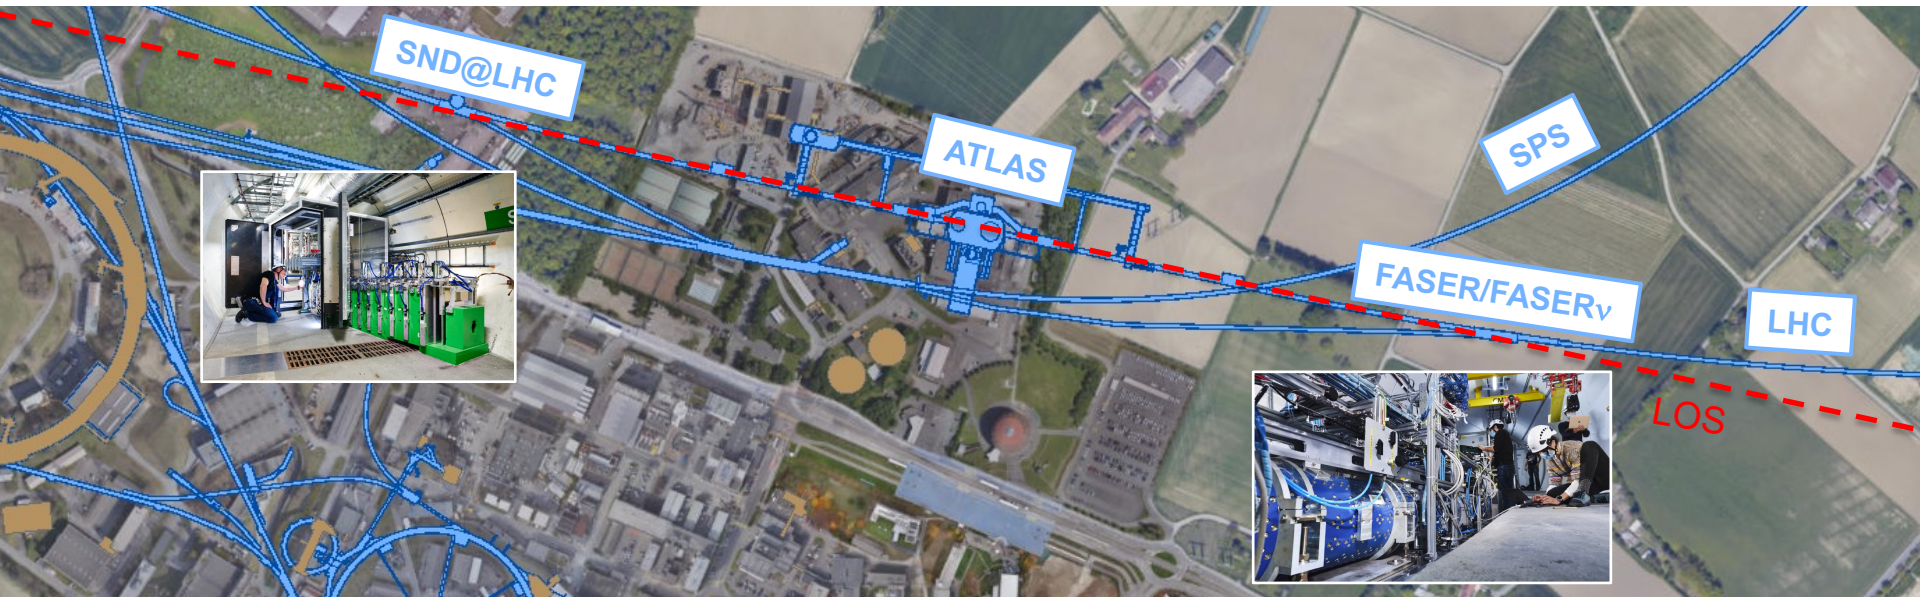 SND@LHC
ATLAS
SPS
FASER/FASERν
LHC
LOS